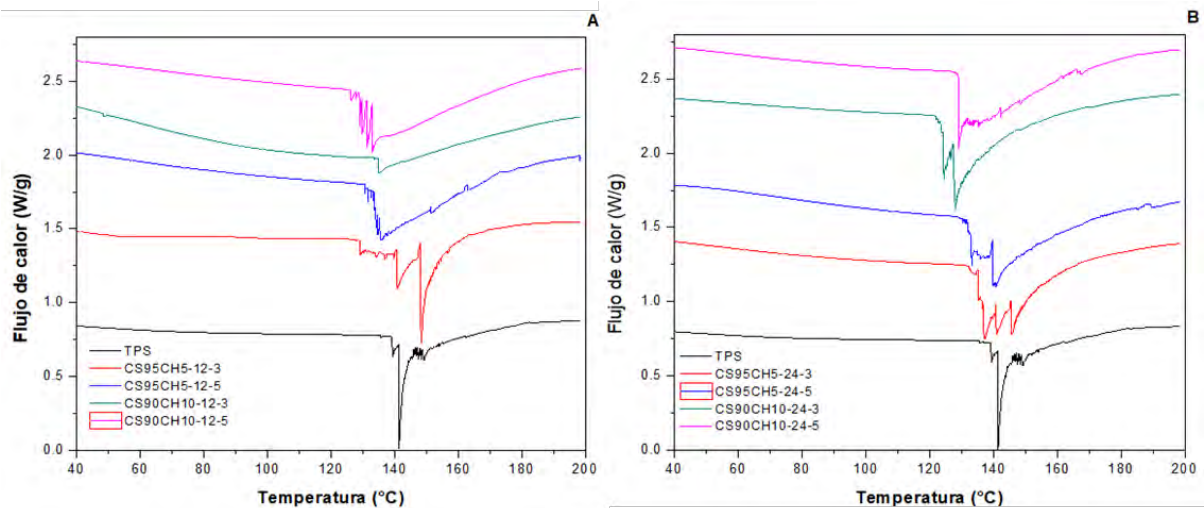 A
Flujo de calor (W/g)
2.5
2.0
1.5
1.0
0.5
0.0
TPS
CS95CH5-12-3
CS95CH5-12-5
CS90CH10-12-3
CS90CH10-12-5
40 60 80 100 120 140 160 180 200
Temperatura (°C)
B
Flujo de calor (W/g)
2.5
2.0
1.5
1.0
0.5
0.0
TPS
CS95CH5-24-3
CS95CH5-24-5
CS90CH10-24-3
CS90CH10-24-5
40 60 80 100 120 140 160 180 200
Temperatura (°C)